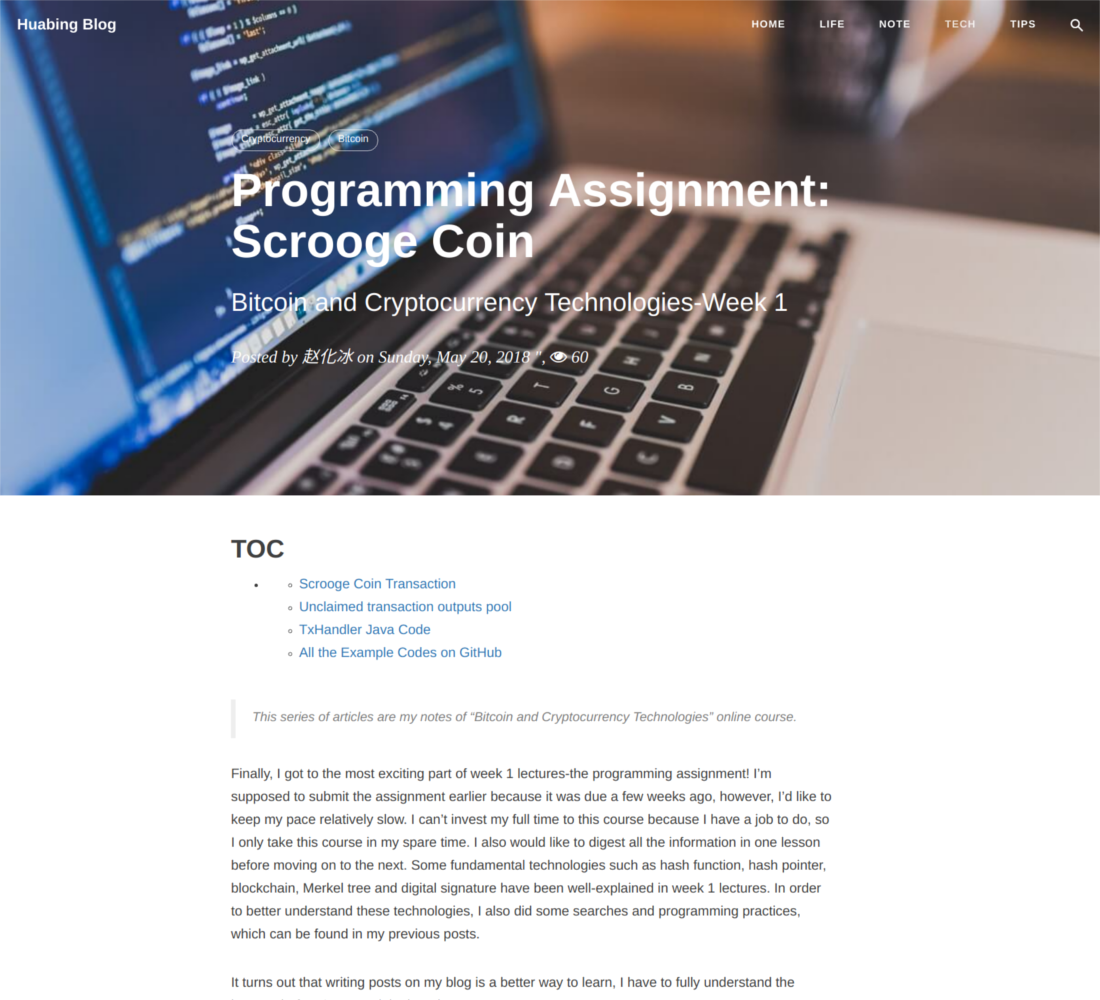 Huabing Blog
HOME LIFE NOTE TECH TIPS
Cryptocurrency Bitcoin
Programming Assignment:
Scrooge Coin
Bitcoin and Cryptocurrency Technologies-Week 1
Posted by 赵化冰 on Sunday, May 20, 2018 ”, 60
TOC
Scrooge Coin Transaction
Unclaimed transaction outputs pool
TxHandler Java Code
All the Example Codes on GitHub
This series of articles are my notes of “Bitcoin and Cryptocurrency Technologies” online course.
Finally, I got to the most exciting part of week 1 lectures-the programming assignment! I’m
supposed to submit the assignment earlier because it was due a few weeks ago, however, I’d like to
keep my pace relatively slow. I can’t invest my full time to this course because I have a job to do, so
I only take this course in my spare time. I also would like to digest all the information in one lesson
before moving on to the next. Some fundamental technologies such as hash function, hash pointer,
blockchain, Merkel tree and digital signature have been well-explained in week 1 lectures. In order
to better understand these technologies, I also did some searches and programming practices,
which can be found in my previous posts.
It turns out that writing posts on my blog is a better way to learn, I have to fully understand the